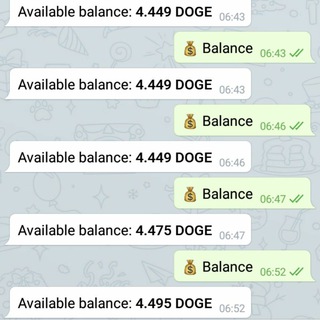 Available balance: 4.449 DOGE 06:43
💰 Balance 06:43
Available balance: 4.449 DOGE 06:43
💰 Balance 06:46
Available balance: 4.449 DOGE 06:46
💰 Balance 06:47
Available balance: 4.475 DOGE 06:47
💰 Balance 06:52
Available balance: 4.495 DOGE 06:52